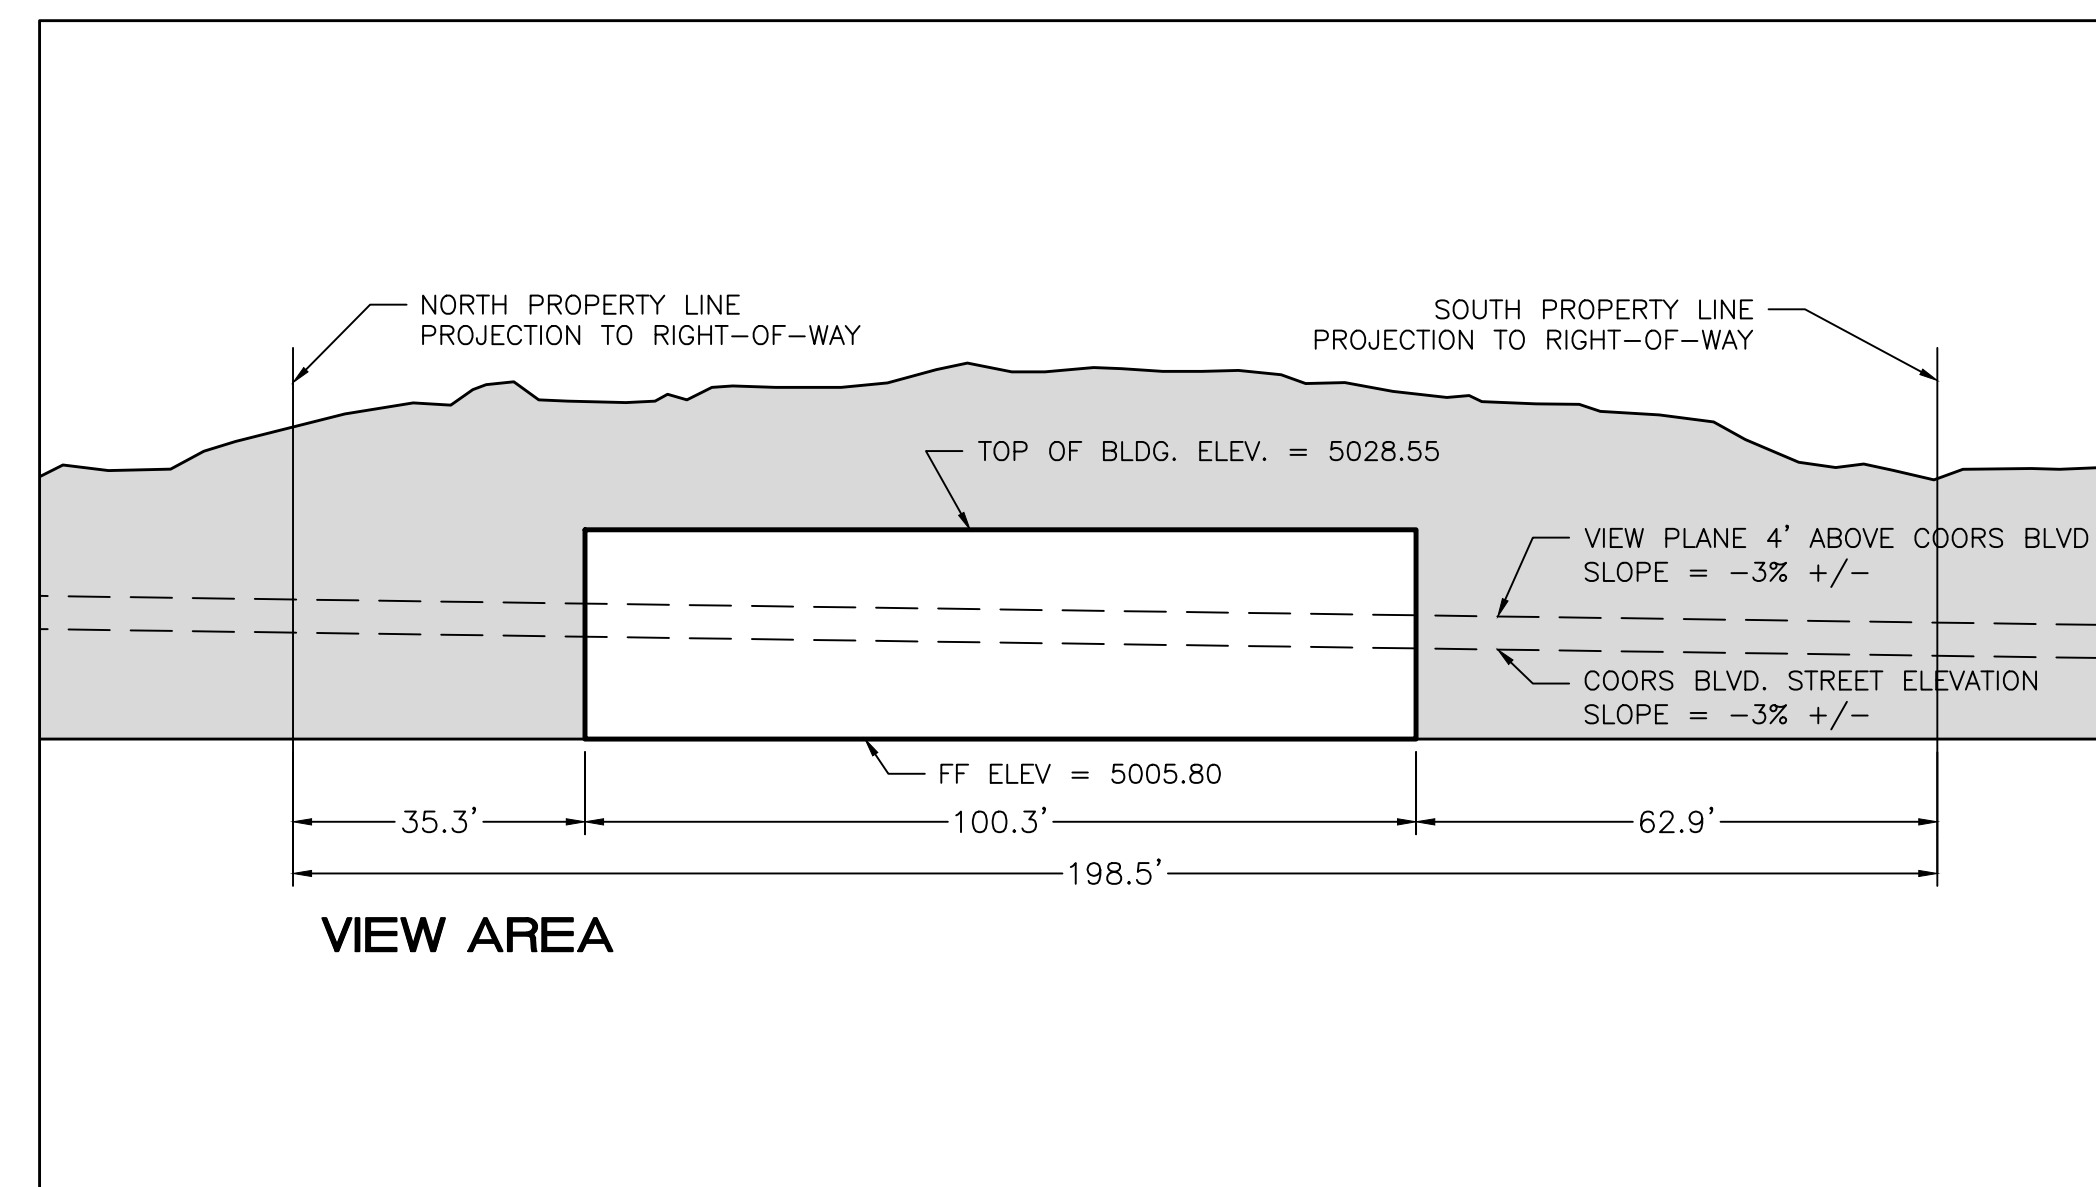 NORTH PROPERTY LINE
PROJECTION TO RIGHT-OF-WAY
SOUTH PROPERTY LINE
PROJECTION TO RIGHT-OF-WAY
TOP OF BLDG. ELEV. = 5028.55
VIEW PLANE 4' ABOVE COORS BLVD
SLOPE = -3% +/-
COORS BLVD. STREET ELEVATION
SLOPE = -3% +/-
FF ELEV = 5005.80
35.3'
100.3'
62.9'
198.5'
VIEW AREA